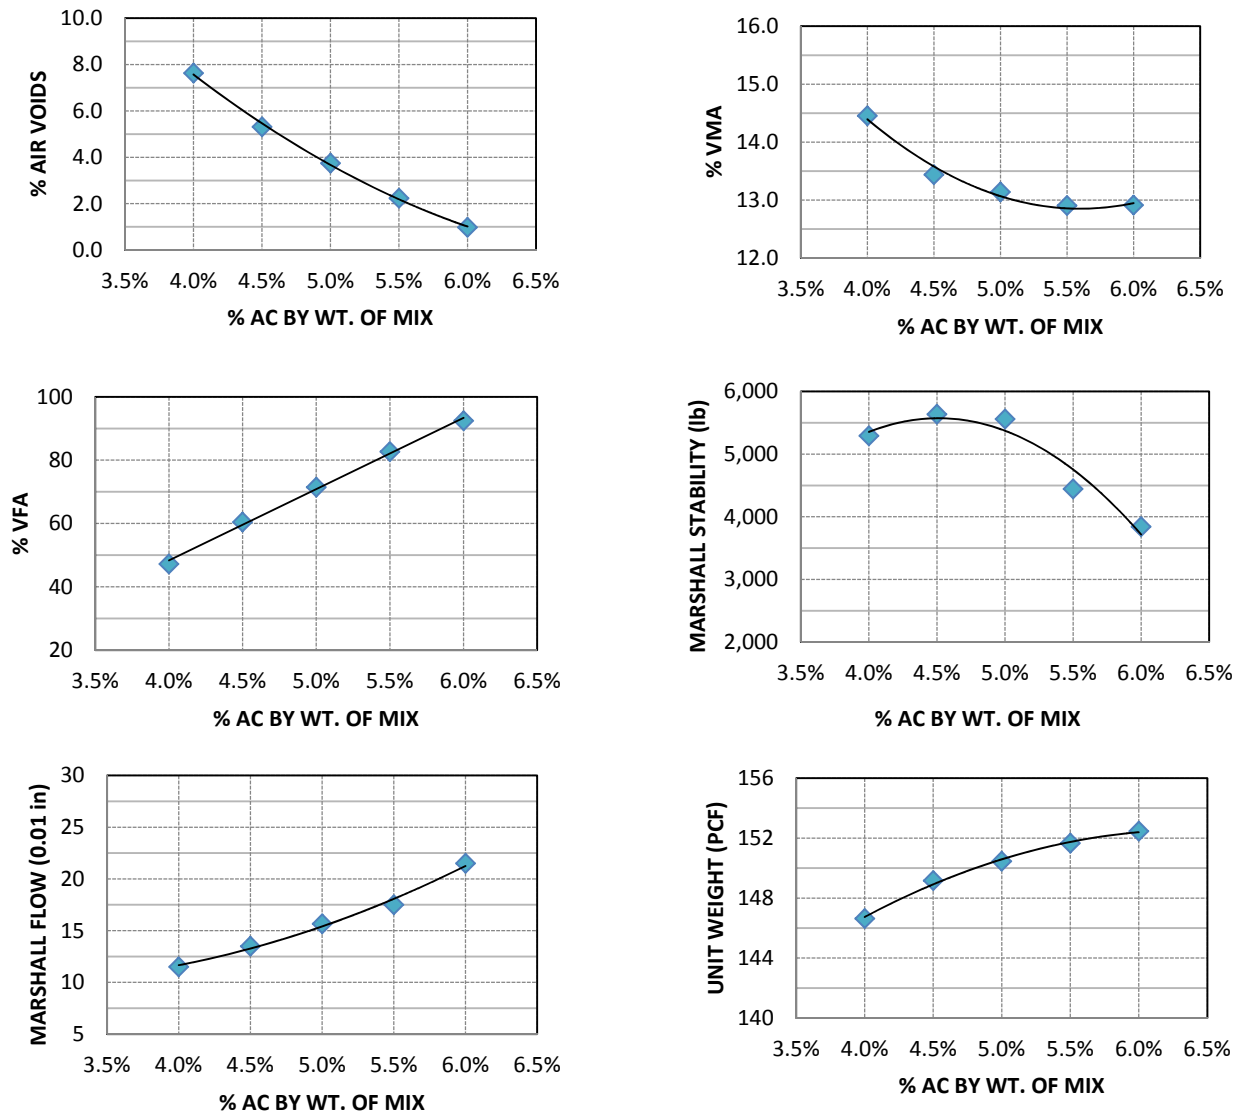 10.0
8.0
6.0
4.0
2.0
0.0
% AIR VOIDS
3.5% 4.0% 4.5% 5.0% 5.5% 6.0% 6.5%
% AC BY WT. OF MIX
16.0
15.0
14.0
13.0
12.0
% VMA
3.5% 4.0% 4.5% 5.0% 5.5% 6.0% 6.5%
% AC BY WT. OF MIX
100
80
60
40
20
% VFA
3.5% 4.0% 4.5% 5.0% 5.5% 6.0% 6.5%
% AC BY WT. OF MIX
6,000
5,000
4,000
3,000
2,000
MARSHALL STABILITY (lb)
3.5% 4.0% 4.5% 5.0% 5.5% 6.0% 6.5%
% AC BY WT. OF MIX
30
25
20
15
10
5
MARSHALL FLOW (0.01 in)
3.5% 4.0% 4.5% 5.0% 5.5% 6.0% 6.5%
% AC BY WT. OF MIX
156
152
148
144
140
UNIT WEIGHT (PCF)
3.5% 4.0% 4.5% 5.0% 5.5% 6.0% 6.5%
% AC BY WT. OF MIX